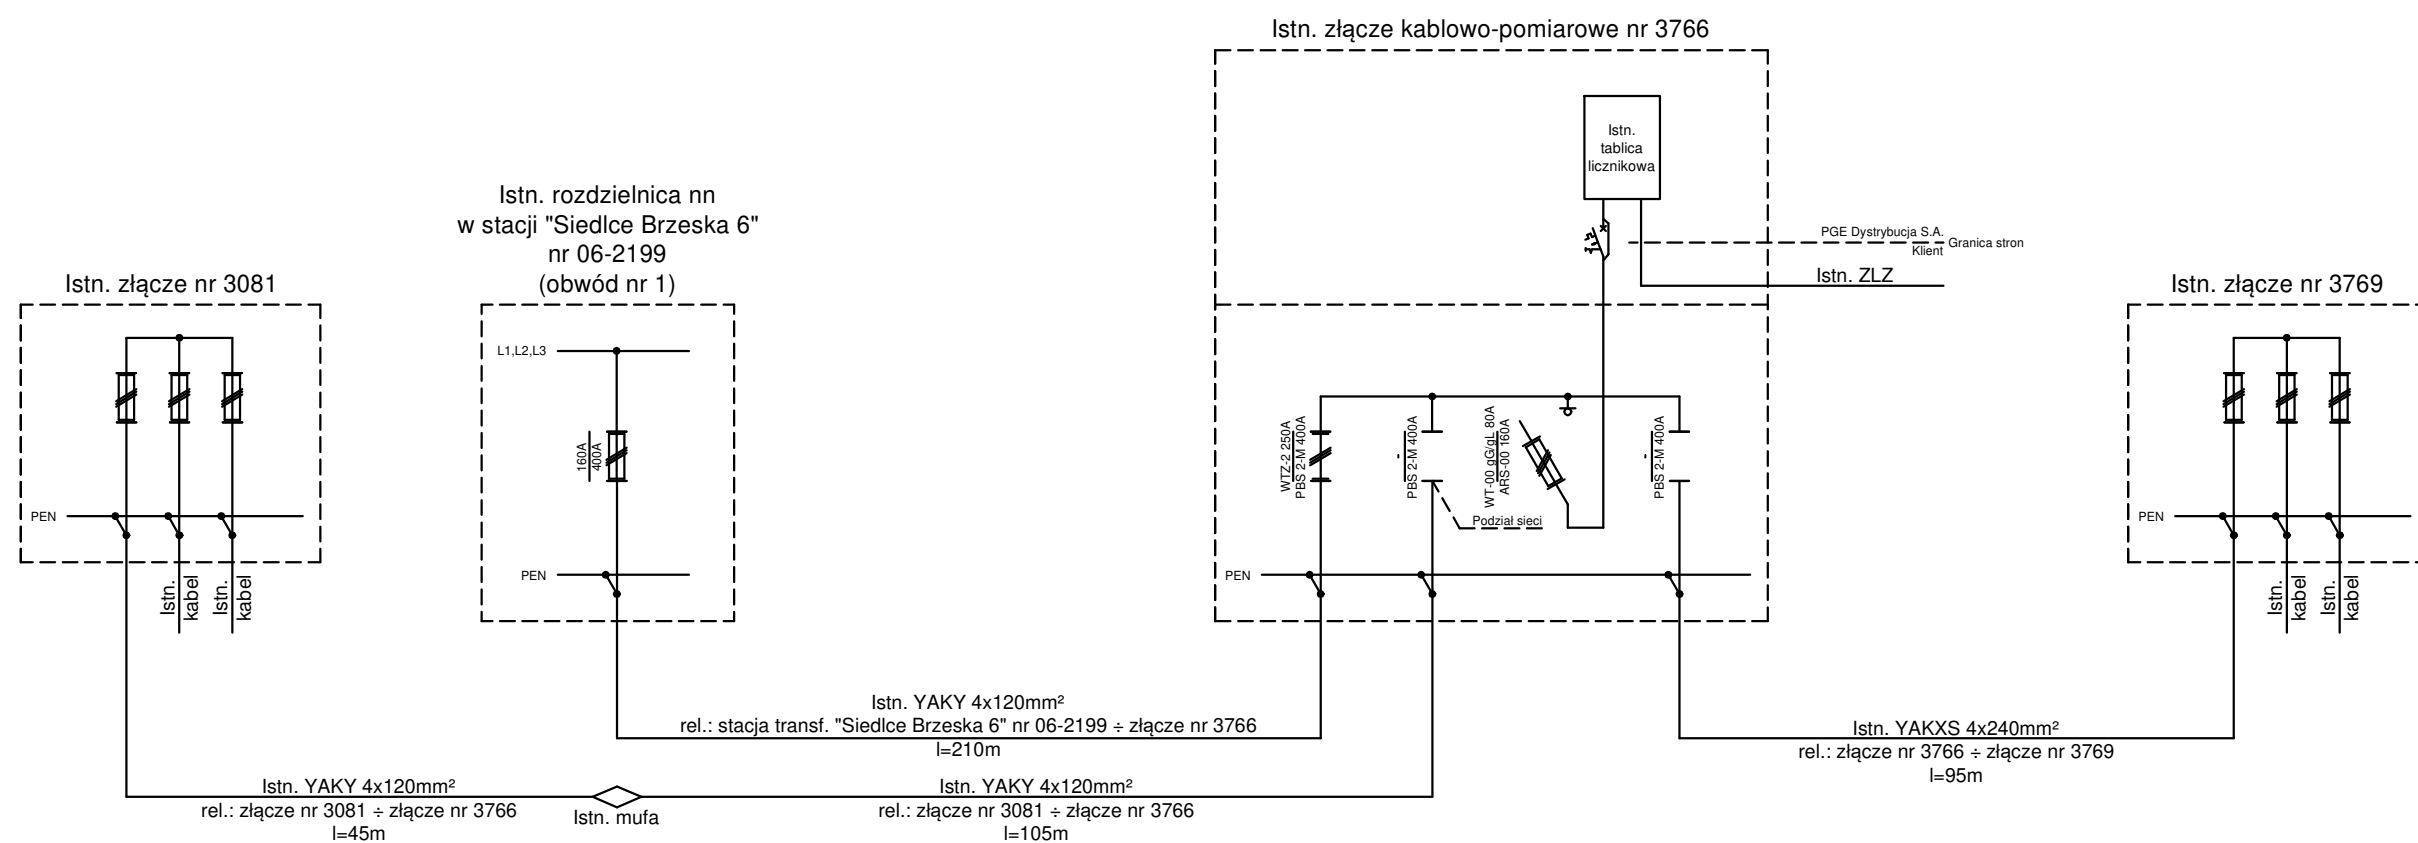 Istn. złącze kablowo-pomiarowe nr 3766
Istn.
tablica
licznikowa
PGE Dystrybucja S.A.
Klient
Granica stron
Istn. ZLZ
Istn. rozdzielnica nn
w stacji "Siedlce Brzeska 6"
nr 06-2199
(obwód nr 1)
Istn. złącze nr 3081
Istn. złącze nr 3769
L1,L2,L3
160A
400A
WTZ-2 250A
PBS 2-M 400A
-
PBS 2-M 400A
WT-00 gG/gL 80A
ARS-00 160A
-
PBS 2-M 400A
Podział sieci
PEN
PEN
PEN
PEN
Istn.
kabel
Istn.
kabel
Istn.
kabel
Istn.
kabel
Istn. YAKY 4x120mm²
rel.: stacja transf. "Siedlce Brzeska 6" nr 06-2199 ÷ złącze nr 3766
l=210m
Istn. YAKXS 4x240mm²
rel.: złącze nr 3766 ÷ złącze nr 3769
l=95m
Istn. YAKY 4x120mm²
rel.: złącze nr 3081 ÷ złącze nr 3766
l=45m
Istn. mufa
Istn. YAKY 4x120mm²
rel.: złącze nr 3081 ÷ złącze nr 3766
l=105m